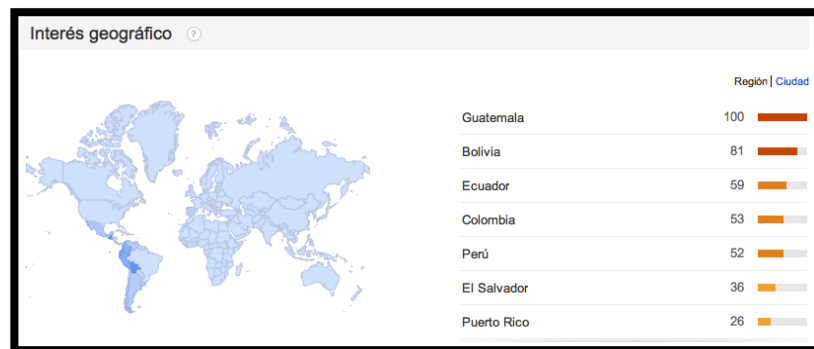 Interés geográfico ?
Región | Ciudad
Guatemala 100
Bolivia 81
Ecuador 59
Colombia 53
Perú 52
El Salvador 36
Puerto Rico 26